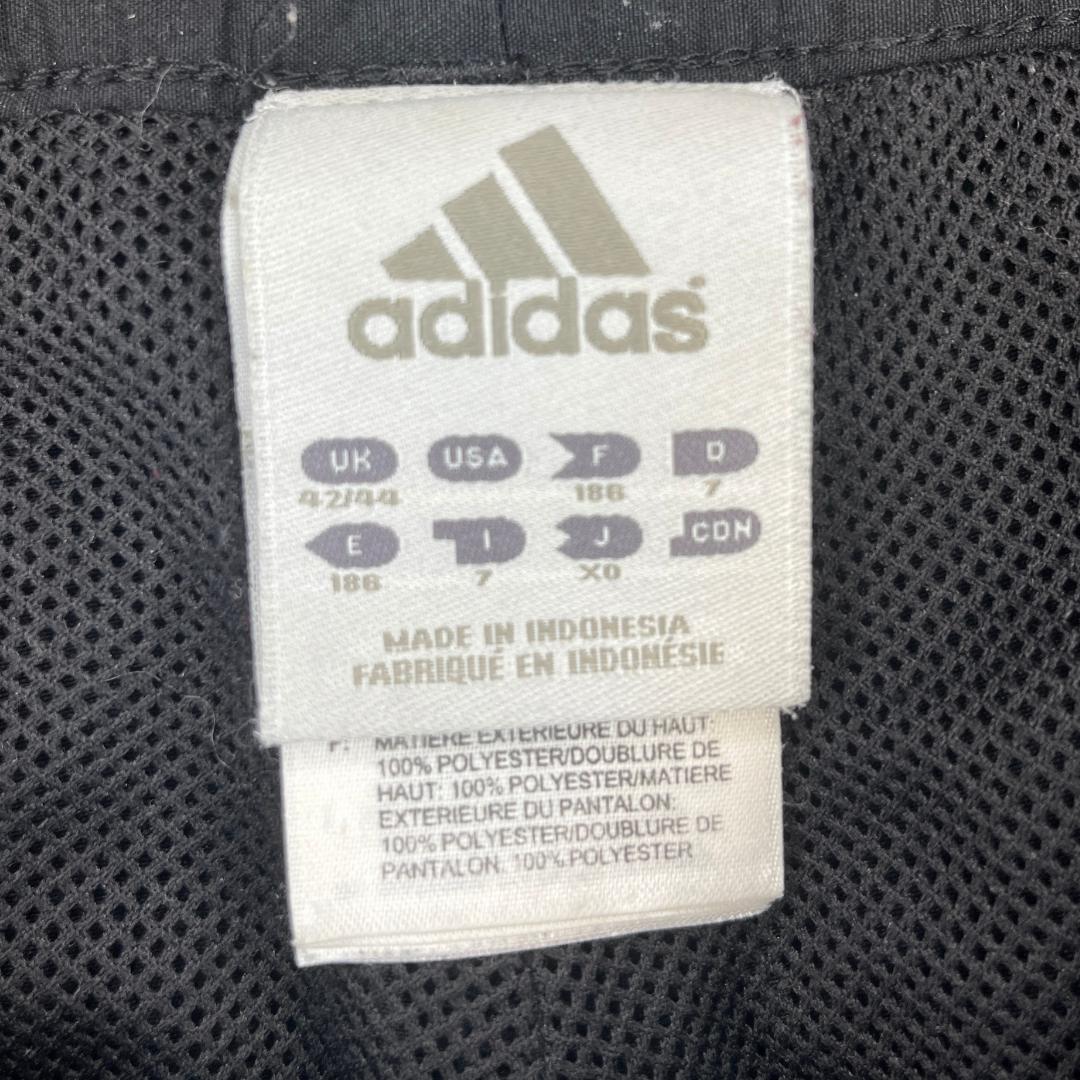 adidas
UK USA F D
42/44 186 7
E I J CDN
186 7 XO
MADE IN INDONESIA
FABRIQUÉ EN INDONÉSIE
F: MATIERE EXTERIEURE DU HAUT:
100% POLYESTER/DOUBLURE DE
HAUT: 100% POLYESTER/MATIERE
EXTERIEURE DU PANTALON:
100% POLYESTER/DOUBLURE DE
PANTALON: 100% POLYESTER